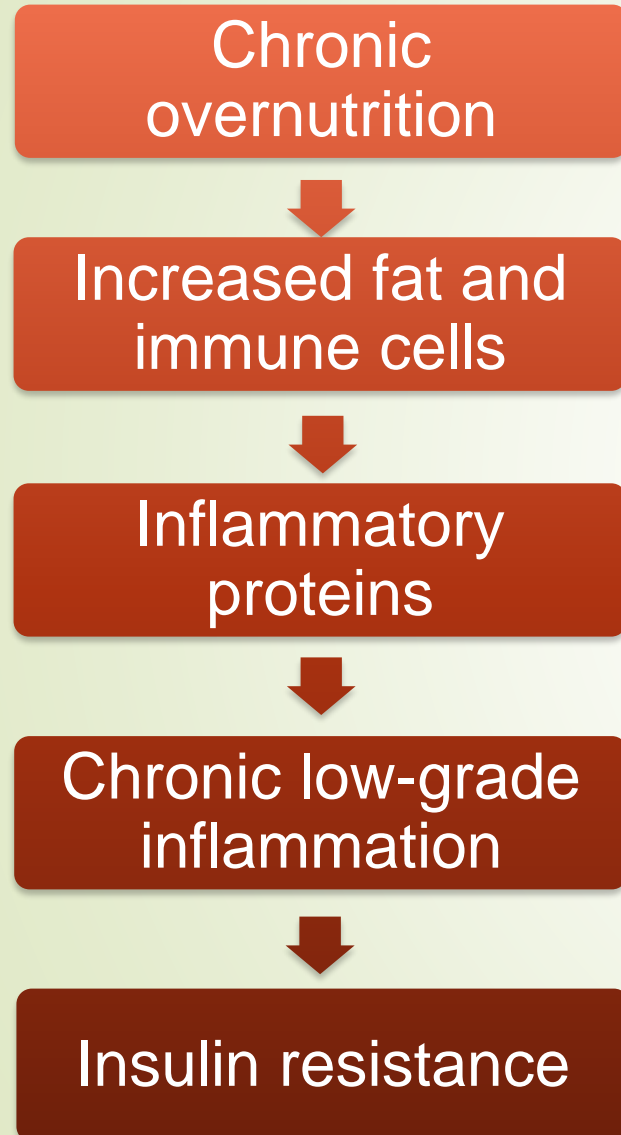 Chronic
overnutrition
Increased fat and
immune cells
Inflammatory
proteins
Chronic low-grade
inflammation
Insulin resistance